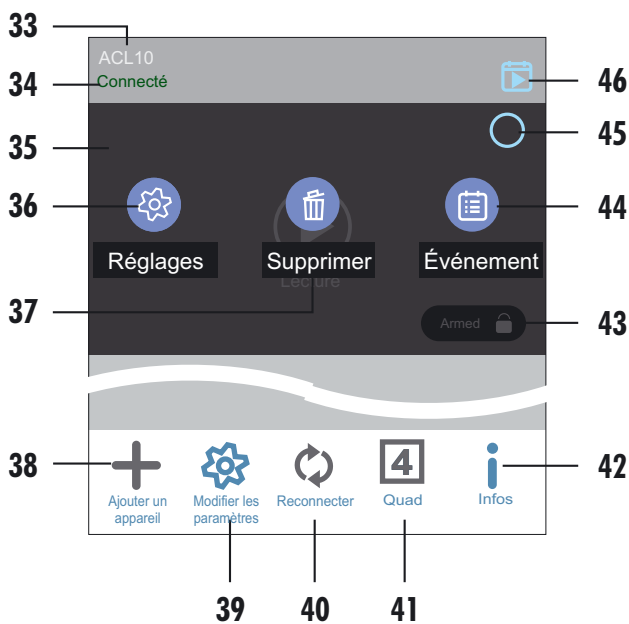 33
ACL10
34
Connecté
46
45
35
36
44
Réglages
Supprimer
Événement
Lecture
37
Armed
43
38
4
42
Ajouter un
appareil
Modifier les
paramètres
Reconnecter
Quad
Infos
39
40
41